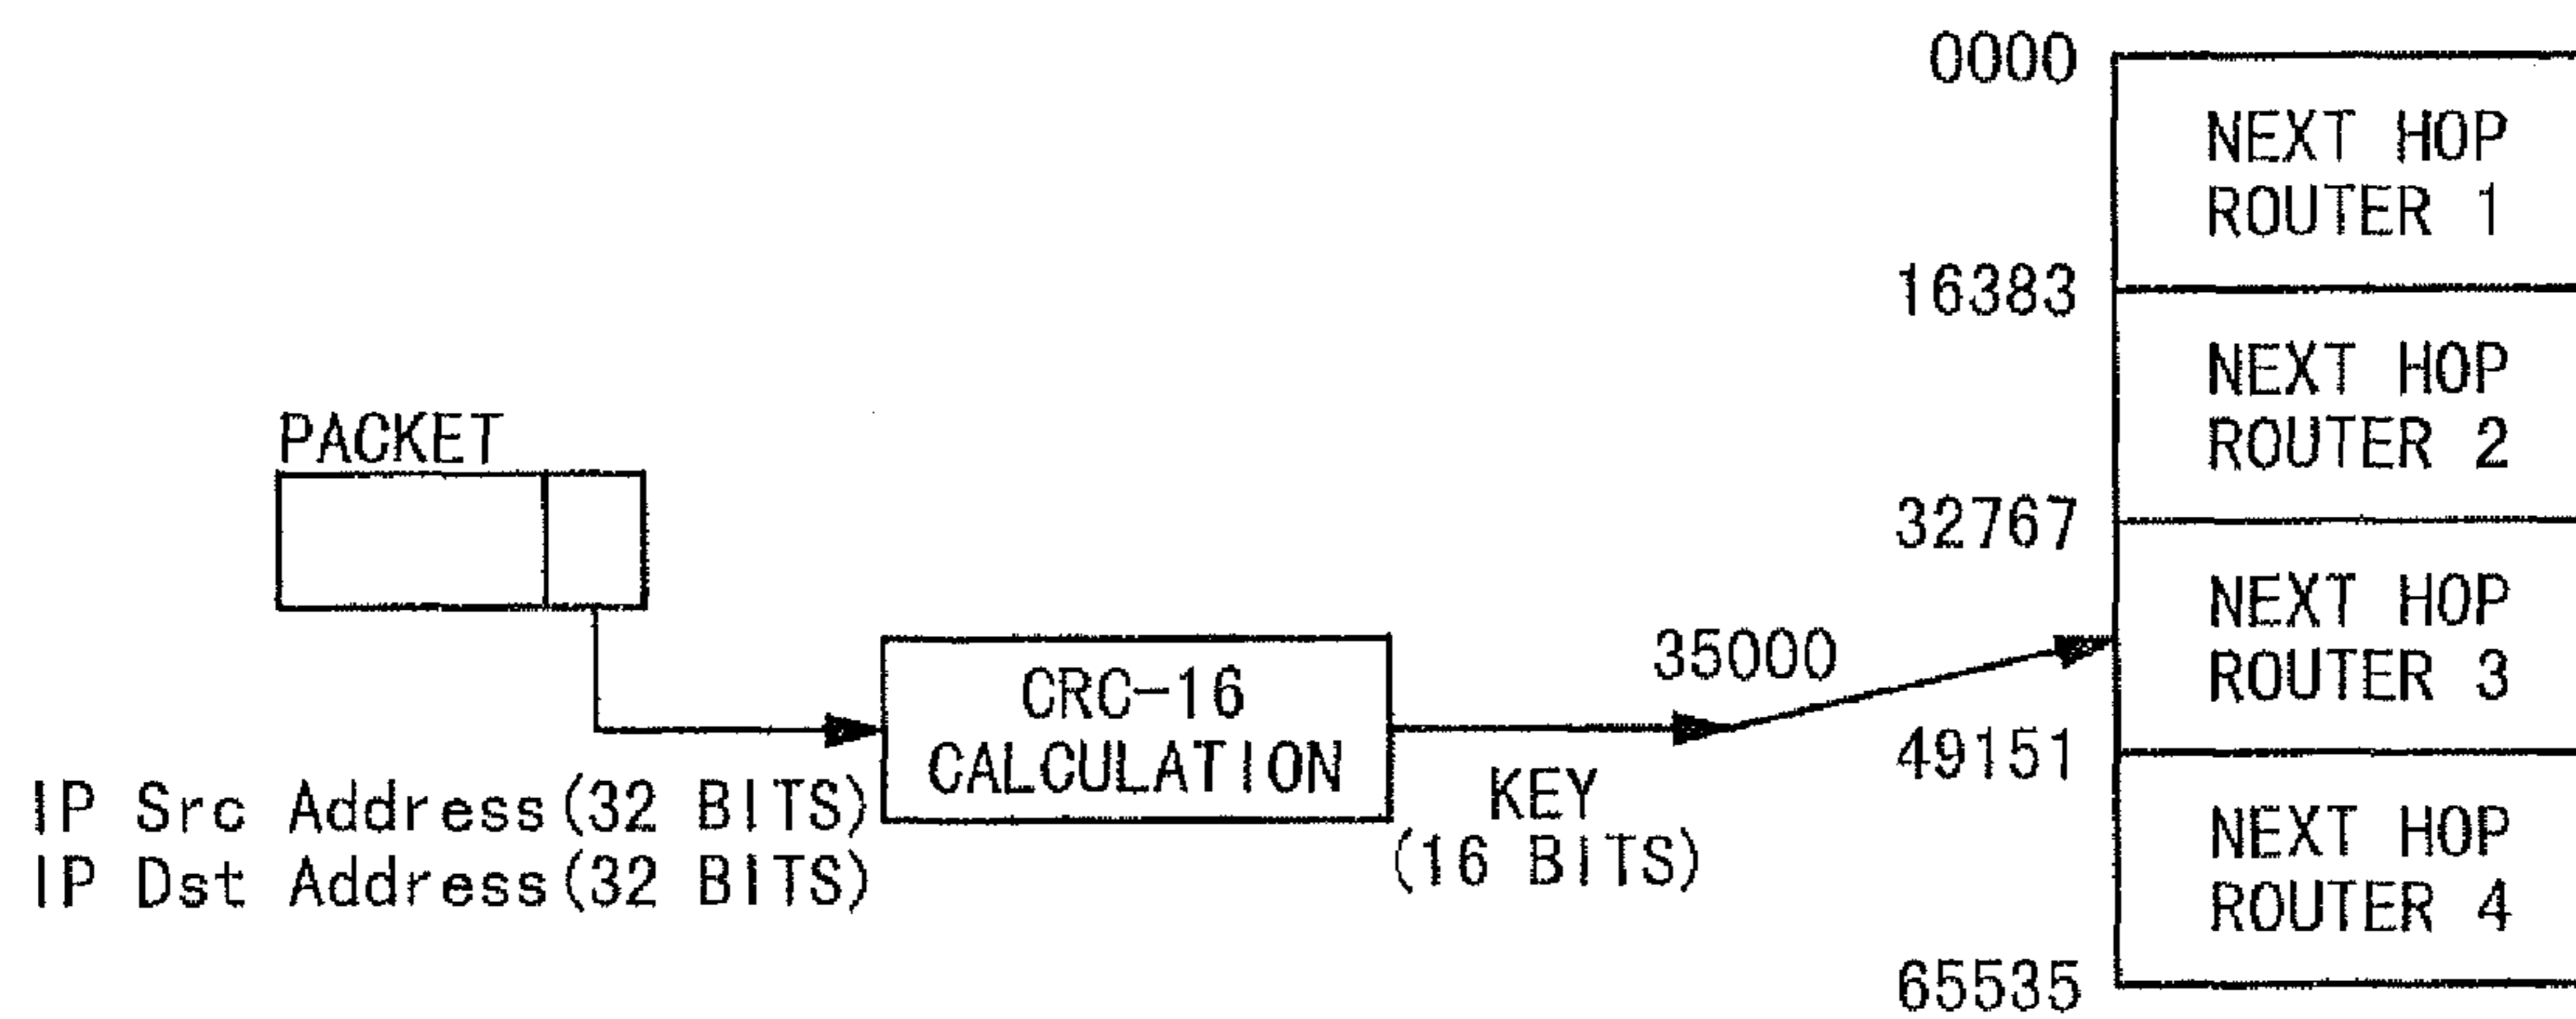 0000
NEXT HOP
ROUTER 1
16383
NEXT HOP
ROUTER 2
PACKET
32767
NEXT HOP
ROUTER 3
35000
CRC-16
CALCULATION
49151
KEY
(16 BITS)
IP Src Address(32 BITS)
IP Dst Address(32 BITS)
NEXT HOP
ROUTER 4
65535